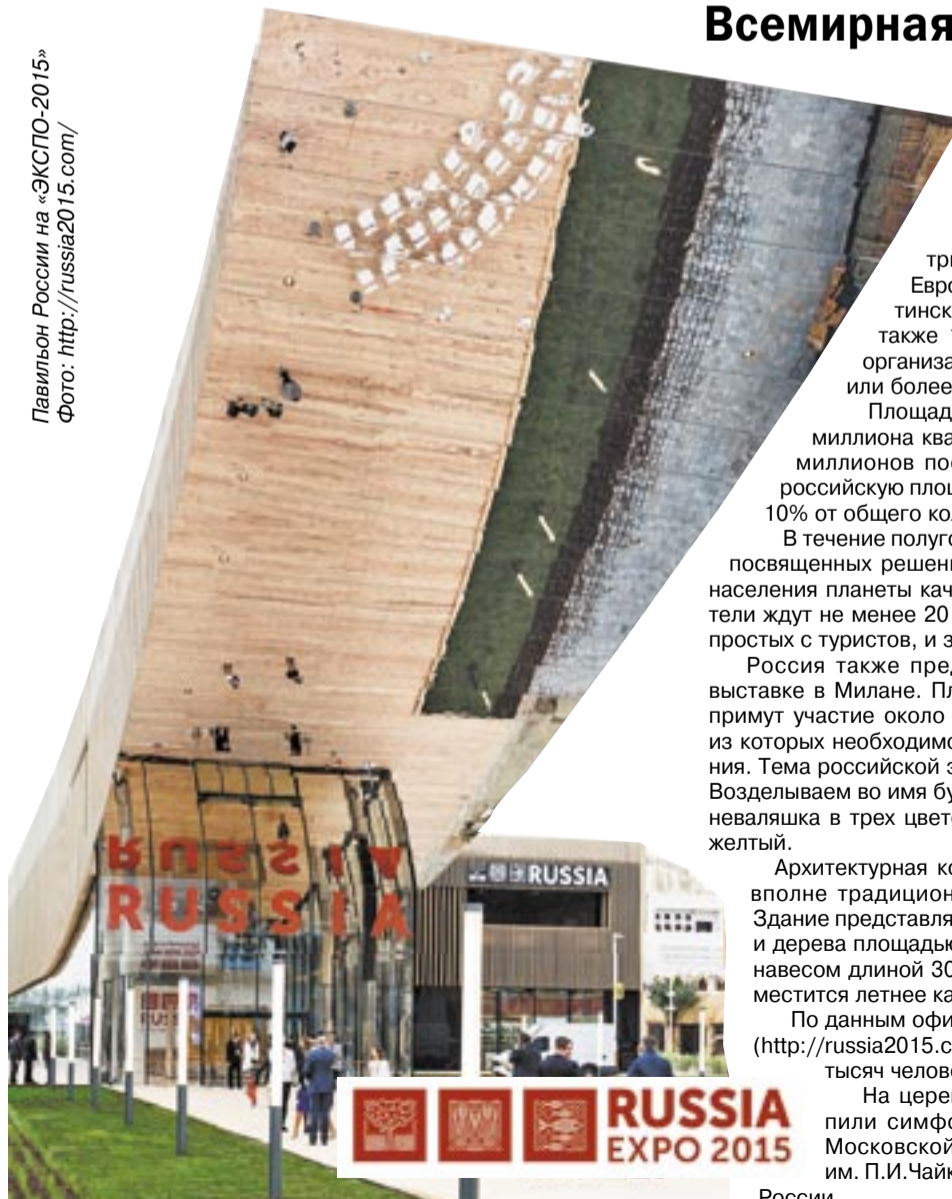 Всемирная
Павильон России на «ЭКСПО-2015»
Фото: http://russia2015.com/
тр
Евро
тинск
также
организа
или более
Площад
миллиона ква
миллионов пос
российскую площ
10% от общего кол
В течение полуго
посвященных решени
населения планеты кач
тели ждут не менее 20
простых с туристов, и з
Россия также пред
выставке в Милане. Пл
примут участие около
из которых необходимо
ния. Тема российской э
Возделываем во имя бу
неваляшка в трех цвет
желтый.
Архитектурная ко
вполне традицион
Здание представля
и дерева площадью
навесом длиной 30
местится летнее ка
По данным офи
(http://russia2015.c
тысяч челове
На цере
пили симфо
Московской
им. П.И.Чайк
России
RUSSIA
RUSSIA
RUSSIA
EXPO 2015